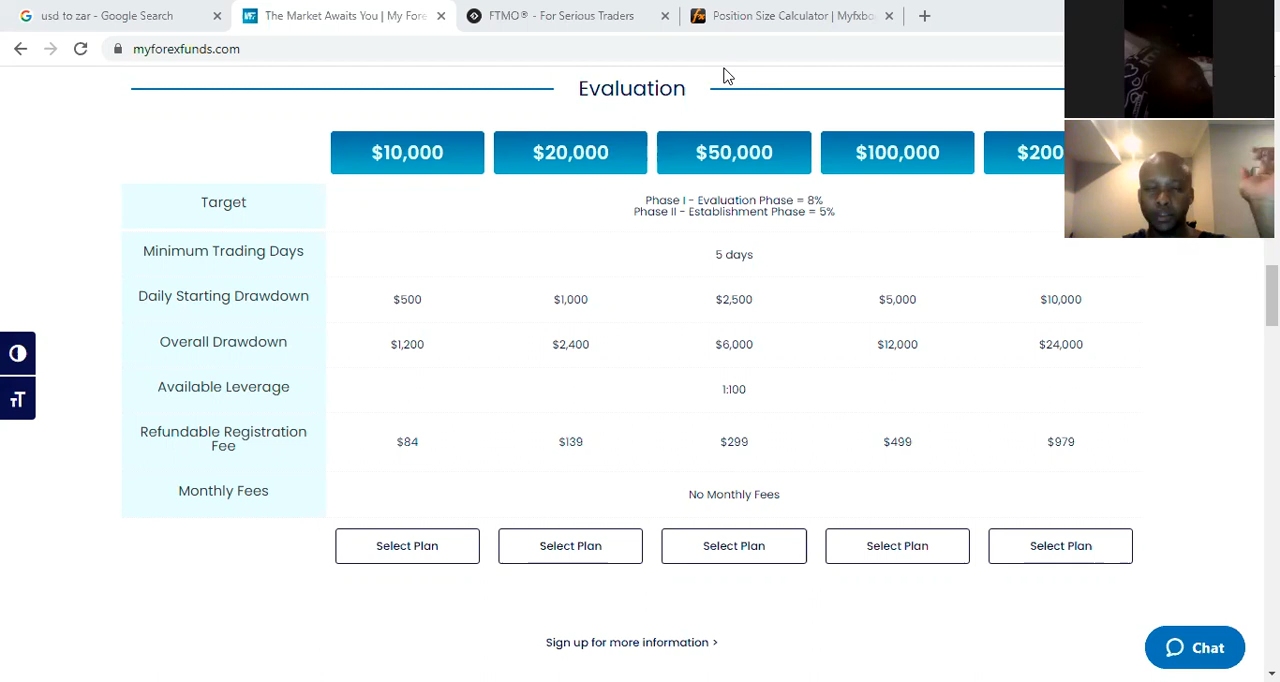 usd to zar - Google Search
The Market Awaits You | My Fore
FTMO® - For Serious Traders
Position Size Calculator | Myfxbo
myforexfunds.com
Evaluation
$10,000 $20,000 $50,000 $100,000 $200
Target
Phase I - Evaluation Phase = 8%
Phase II - Establishment Phase = 5%
Minimum Trading Days 5 days
Daily Starting Drawdown $500 $1,000 $2,500 $5,000 $10,000
Overall Drawdown $1,200 $2,400 $6,000 $12,000 $24,000
Available Leverage 1:100
Refundable Registration
Fee
$84 $139 $299 $499 $979
Monthly Fees No Monthly Fees
Select Plan Select Plan Select Plan Select Plan Select Plan
Sign up for more information >
Chat